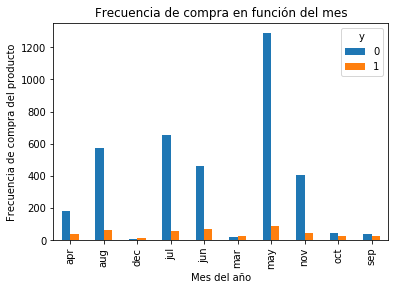 Frecuencia de compra en función del mes
y
0
1
1200
1000
800
600
400
200
0
Frecuencia de compra del producto
apr
aug
dec
jul
jun
mar
may
nov
oct
sep
Mes del año